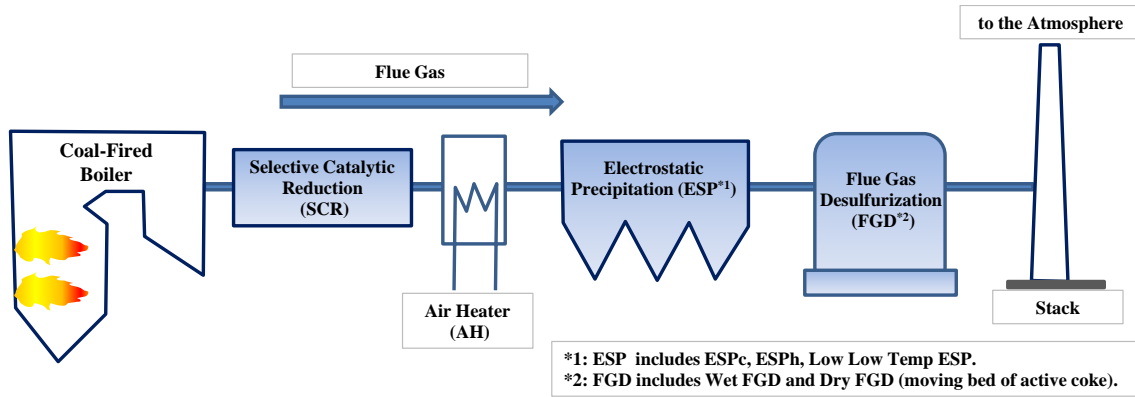 to the Atmosphere
Flue Gas
Coal-Fired
Boiler
Selective Catalytic
Reduction
(SCR)
Electrostatic
Precipitation (ESP*1)
Flue Gas
Desulfurization
(FGD*2)
Air Heater
(AH)
Stack
*1: ESP includes ESPc, ESPh, Low Low Temp ESP.
*2: FGD includes Wet FGD and Dry FGD (moving bed of active coke).